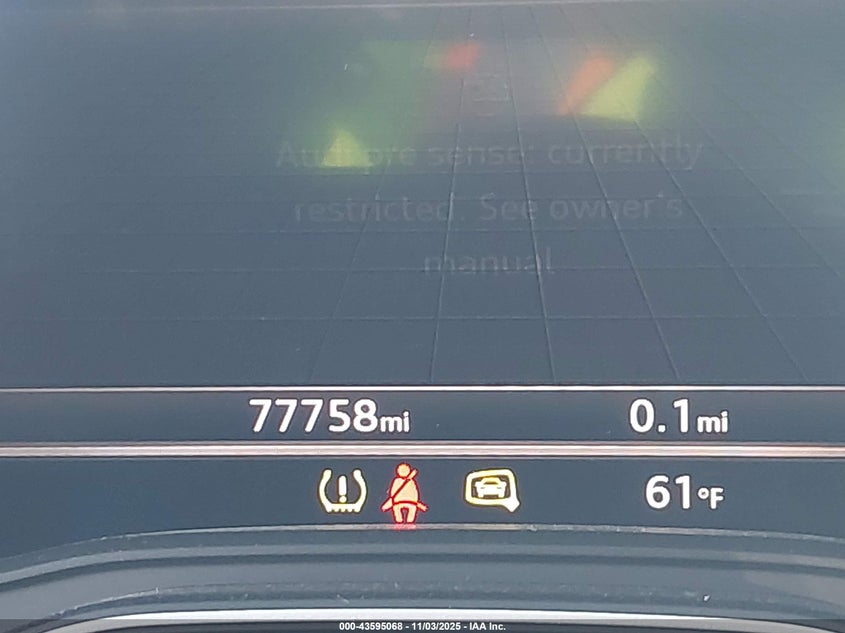 Audi pre sense: currently
restricted. See owner's
manual
77758mi 0.1mi
61°F
000-43595068 - 11/03/2025 - IAA Inc.